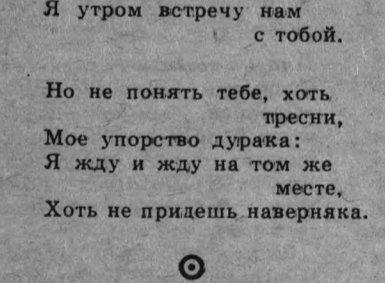 Я утром встречу нам
с тобой.
Но не понять тебе, хоть
тресни,
Мое упорство дурака:
Я жду и жду на том же
месте,
Хоть не придешь наверняка.